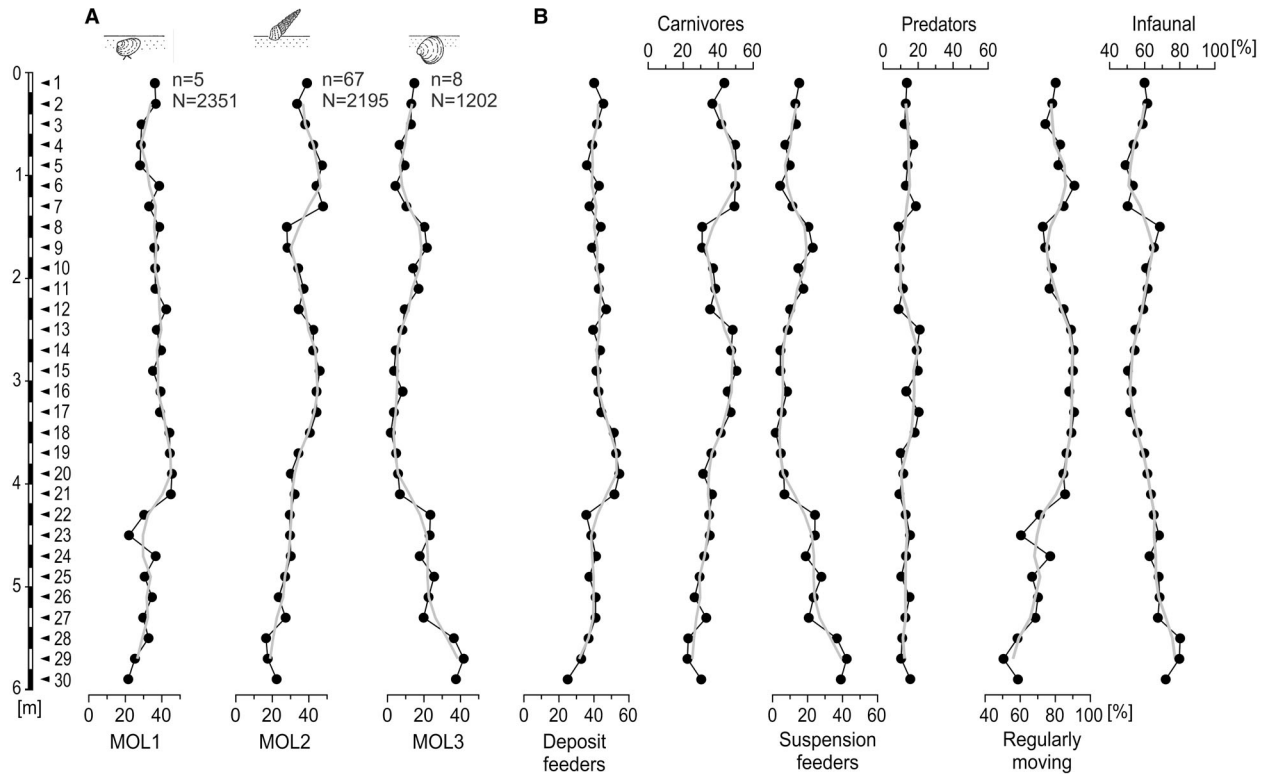 A
B
Carnivores
Predators
Infaunal
0 20 40 60
0 20 40 60
40 60 80 100 [%]
n=5
N=2351
n=67
N=2195
n=8
N=1202
0
1
2
3
4
5
6
[m]
1
2
3
4
5
6
7
8
9
10
11
12
13
14
15
16
17
18
19
20
21
22
23
24
25
26
27
28
29
30
0 20 40
0 20 40
0 20 40
0 20 40 60
0 20 40 60
40 60 80 100 [%]
MOL1
MOL2
MOL3
Deposit
feeders
Suspension
feeders
Regularly
moving